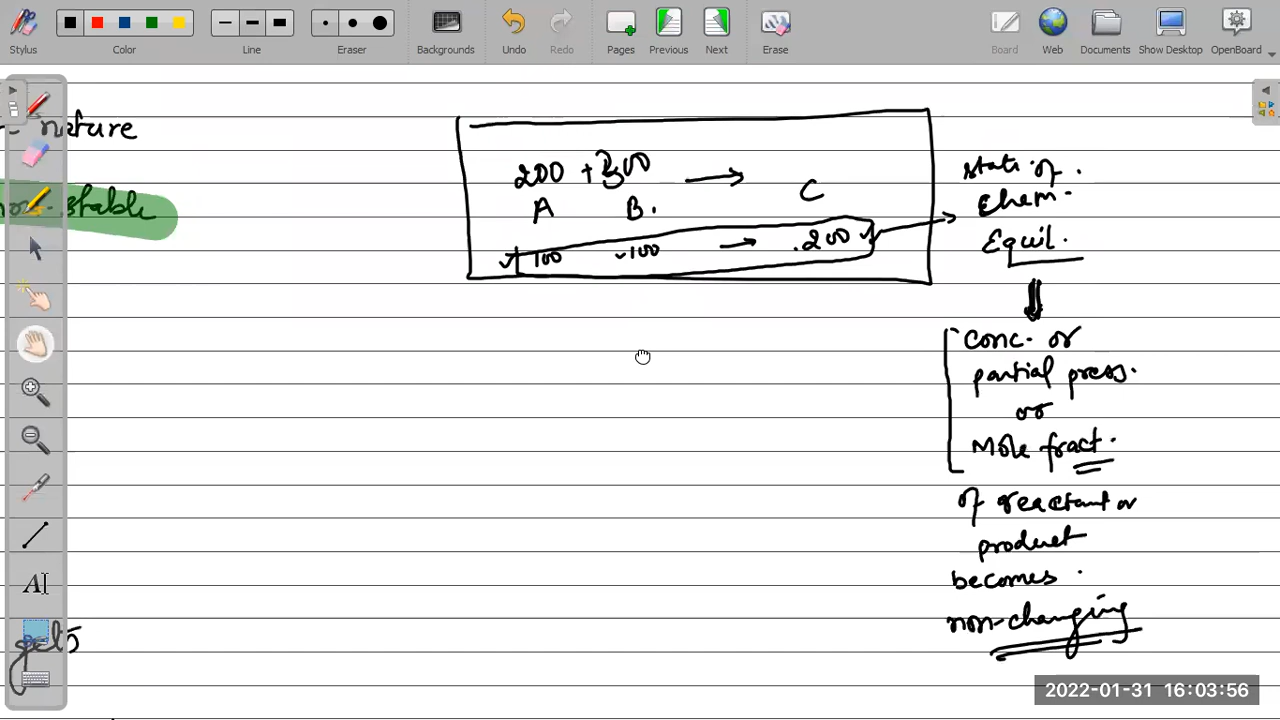 Stylus
Color
Line
Eraser
Backgrounds
Undo
Redo
Pages
Previous
Next
Erase
Board
Web
Documents
Show Desktop
OpenBoard
nature
non-stable
200 + 300 →
A B. C
100 100 → .200
state of.
Chem.
Equil.
Conc. or
partial press.
or
Mole fract.
of reactant or
product
becomes
non-changing
gets
2022-01-31 16:03:56